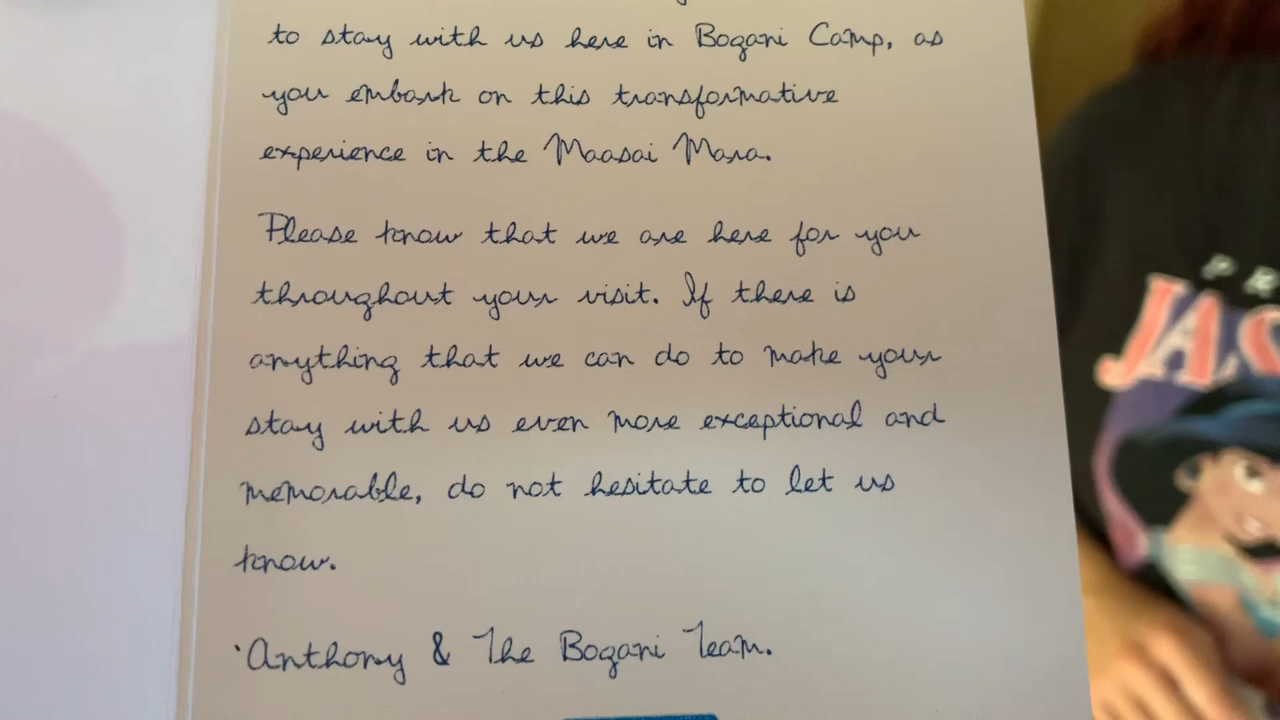 to stay with us here in Bogani Camp, as
you embark on this transformative
experience in the Maasai Mara.
Please know that we are here for you
throughout your visit. If there is
anything that we can do to make your
stay with us even more exceptional and
memorable, do not hesitate to let us
know.
Anthony & The Bogani Team.